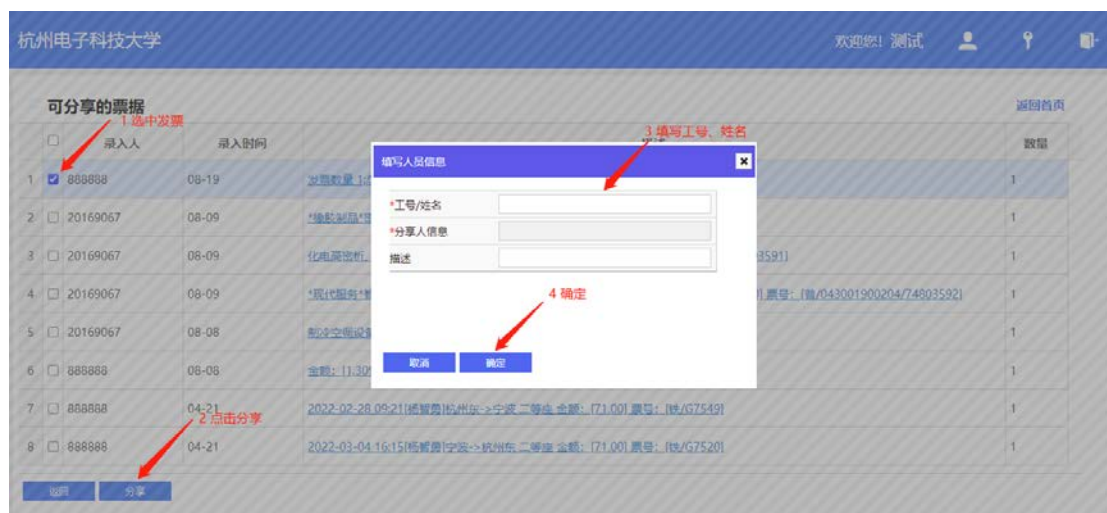 杭州电子科技大学 欢迎您! 测试
可分享的票据 返回首页
1 选中发票
3 填写工号、姓名
录入人 录入时间 数量
填写人员信息
1 888888 08-19 发票数量 1 1
*工号/姓名
2 20169067 08-09 *橡胶制品* 1
*分享人信息
3 20169067 08-09 化电高密析, 3591] 1
描述
4 20169067 08-09 *现代服务* 票号: [普/043001900204/74803592] 1
4 确定
5 20169067 08-08 制冷空调设备 1
取消 确定
6 888888 08-08 金额: [1,30 1
7 888888 04-21 2022-02-28 09:21[杨智勇]杭州东->宁波 二等座 金额: [71.00] 票号: [铁/G7549] 1
2 点击分享
8 888888 04-21 2022-03-04 16:15[杨智勇]宁波->杭州东 二等座 金额: [71.00] 票号: [铁/G7520] 1
返回 分享